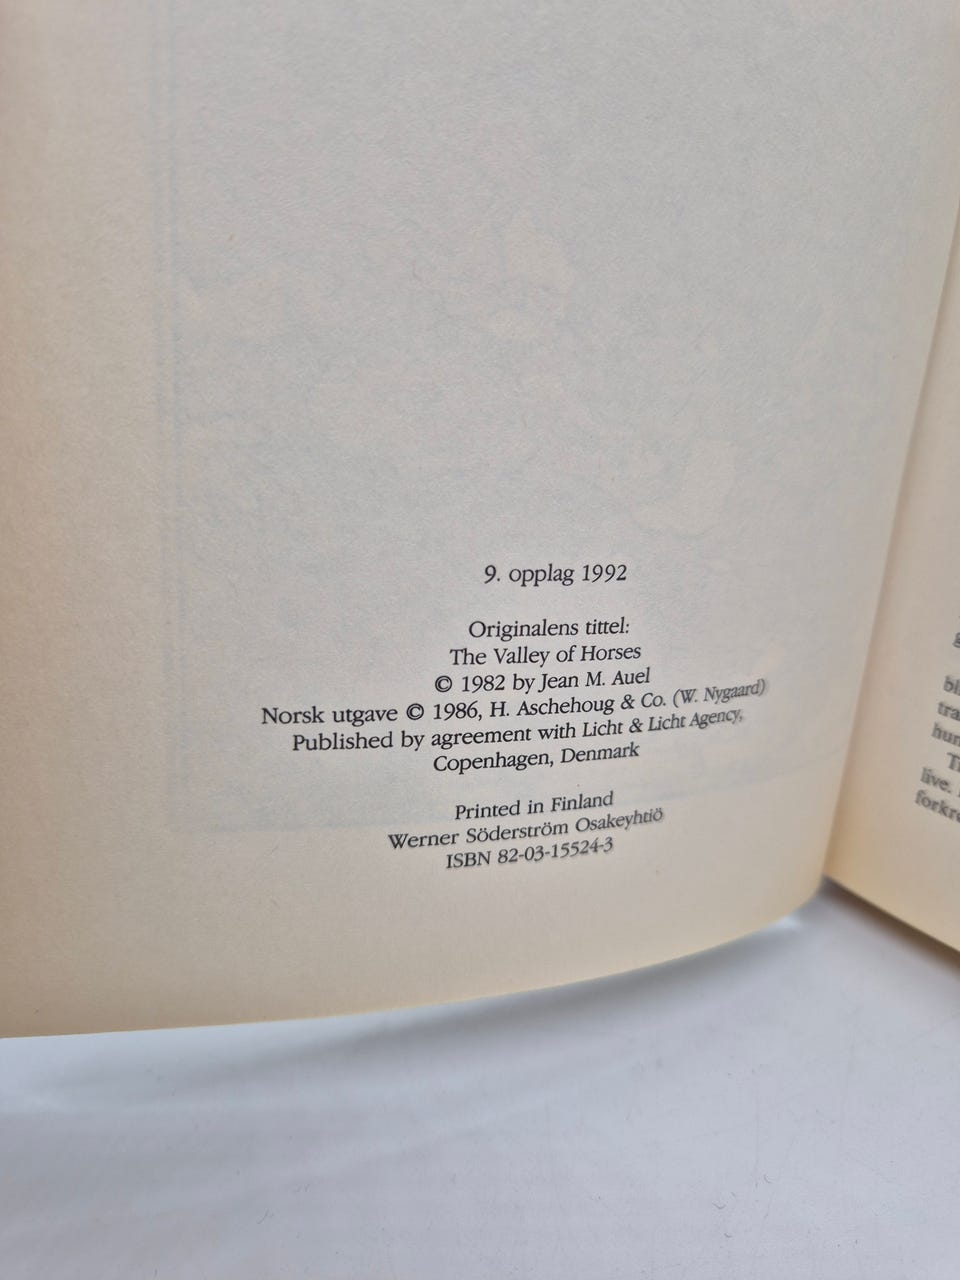 9. opplag 1992
Originalens tittel:
The Valley of Horses
© 1982 by Jean M. Auel
Norsk utgave © 1986, H. Aschehoug & Co. (W. Nygaard)
Published by agreement with Licht & Licht Agency,
Copenhagen, Denmark
Printed in Finland
Werner Söderström Osakeyhtiö
ISBN 82-03-15524-3